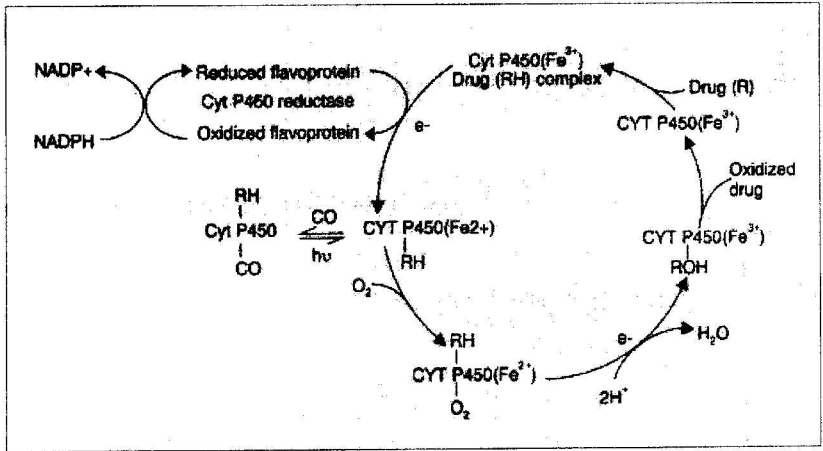 NADP+
Reduced flavoprotein
Cyt P450 reductase
Oxidized flavoprotein
NADPH
e-
Cyt P450(Fe³⁺)
Drug (RH) complex
Drug (R)
CYT P450(Fe³⁺)
Oxidized
drug
CYT P450(Fe³⁺)
ROH
RH
Cyt P450
CO
CO
hυ
CYT P450(Fe2+)
RH
O₂
RH
CYT P450(Fe²⁺)
O₂
e-
2H⁺
H₂O